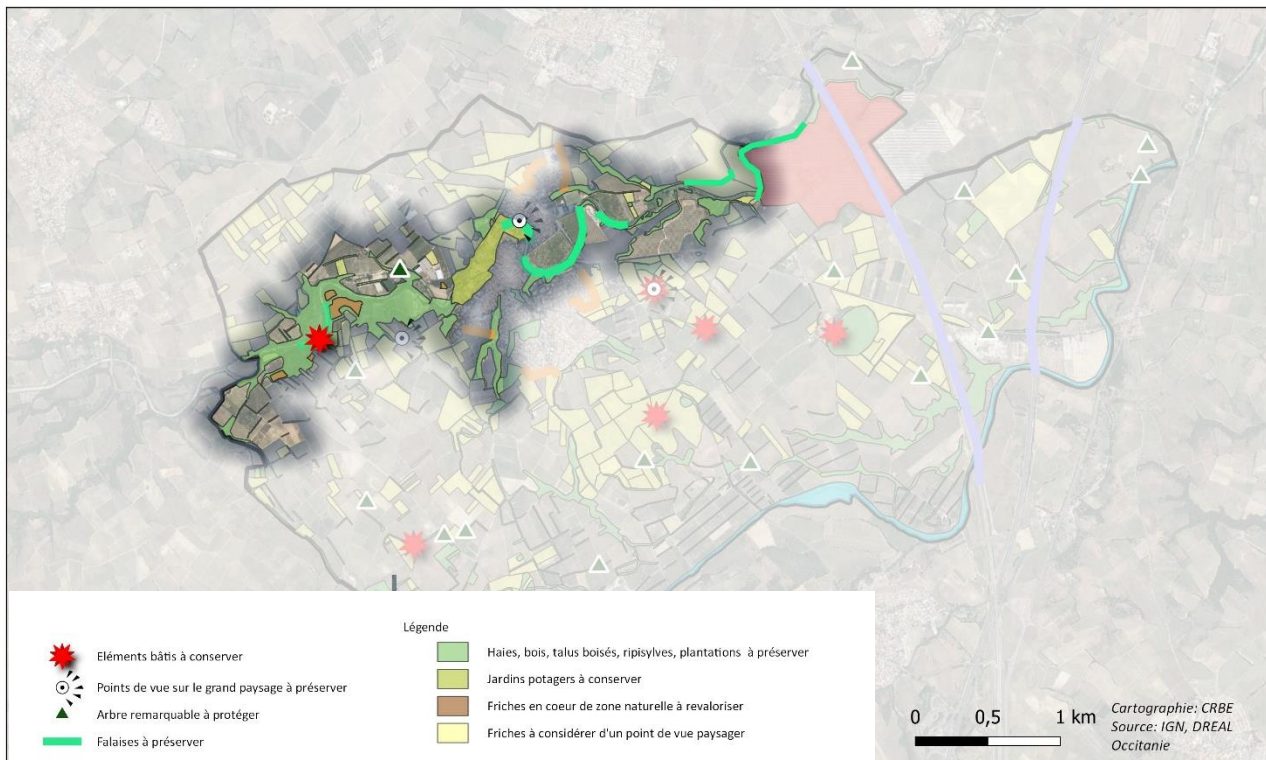 Légende
Eléments bâtis à conserver
Points de vue sur le grand paysage à préserver
Arbre remarquable à protéger
Falaises à préserver
Haies, bois, talus boisés, ripisylves, plantations à préserver
Jardins potagers à conserver
Friches en coeur de zone naturelle à revaloriser
Friches à considérer d'un point de vue paysager
0 0,5 1 km
Cartographie: CRBE
Source: IGN, DREAL
Occitanie